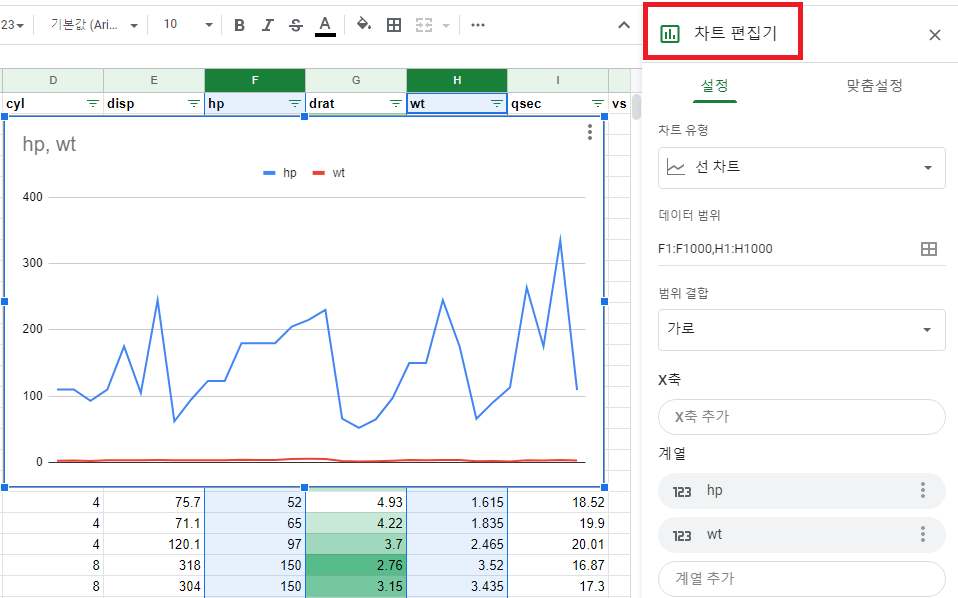 23
기본값 (Ari...
10
B I S A
차트 편집기
설정
맞춤설정
D E F G H I
cyl disp hp drat wt qsec vs
차트 유형
선 차트
데이터 범위
F1:F1000,H1:H1000
범위 결합
가로
X축
X축 추가
계열
123 hp
123 wt
계열 추가
hp, wt
hp wt
400
300
200
100
0
4 75.7 52 4.93 1.615 18.52
4 71.1 65 4.22 1.835 19.9
4 120.1 97 3.7 2.465 20.01
8 318 150 2.76 3.52 16.87
8 304 150 3.15 3.435 17.3